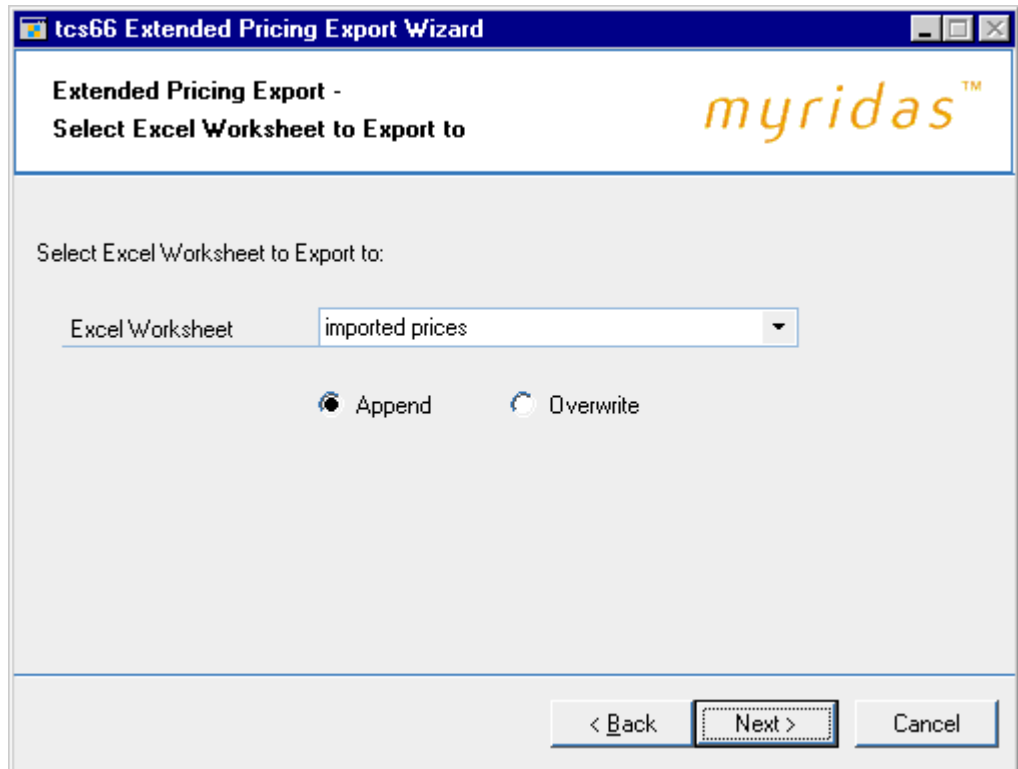 tcs66 Extended Pricing Export Wizard
Extended Pricing Export -
Select Excel Worksheet to Export to
myridas™
Select Excel Worksheet to Export to:
Excel Worksheet
imported prices
Append
Overwrite
< Back
Next >
Cancel